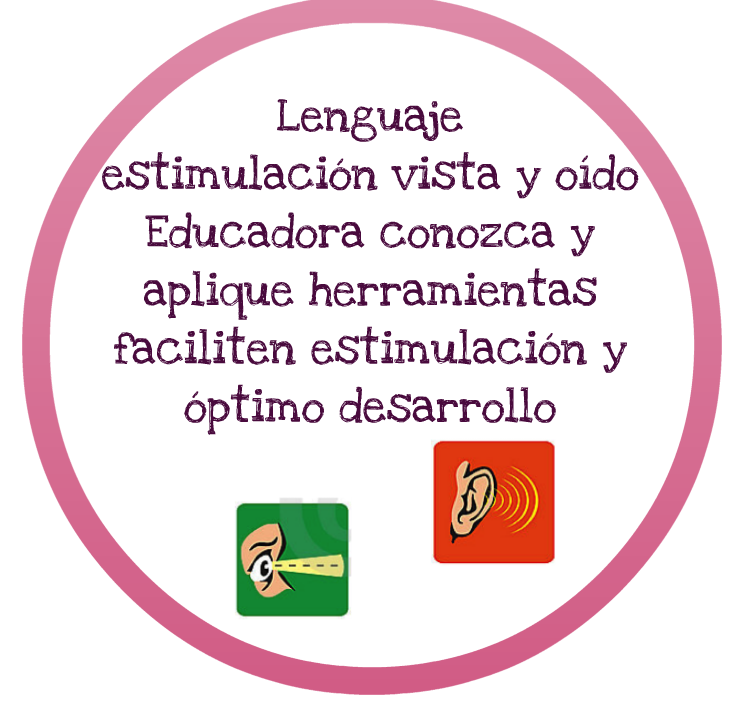 Lenguaje
estimulación vista y oído
Educadora conozca y
aplique herramientas
faciliten estimulación y
óptimo desarrollo